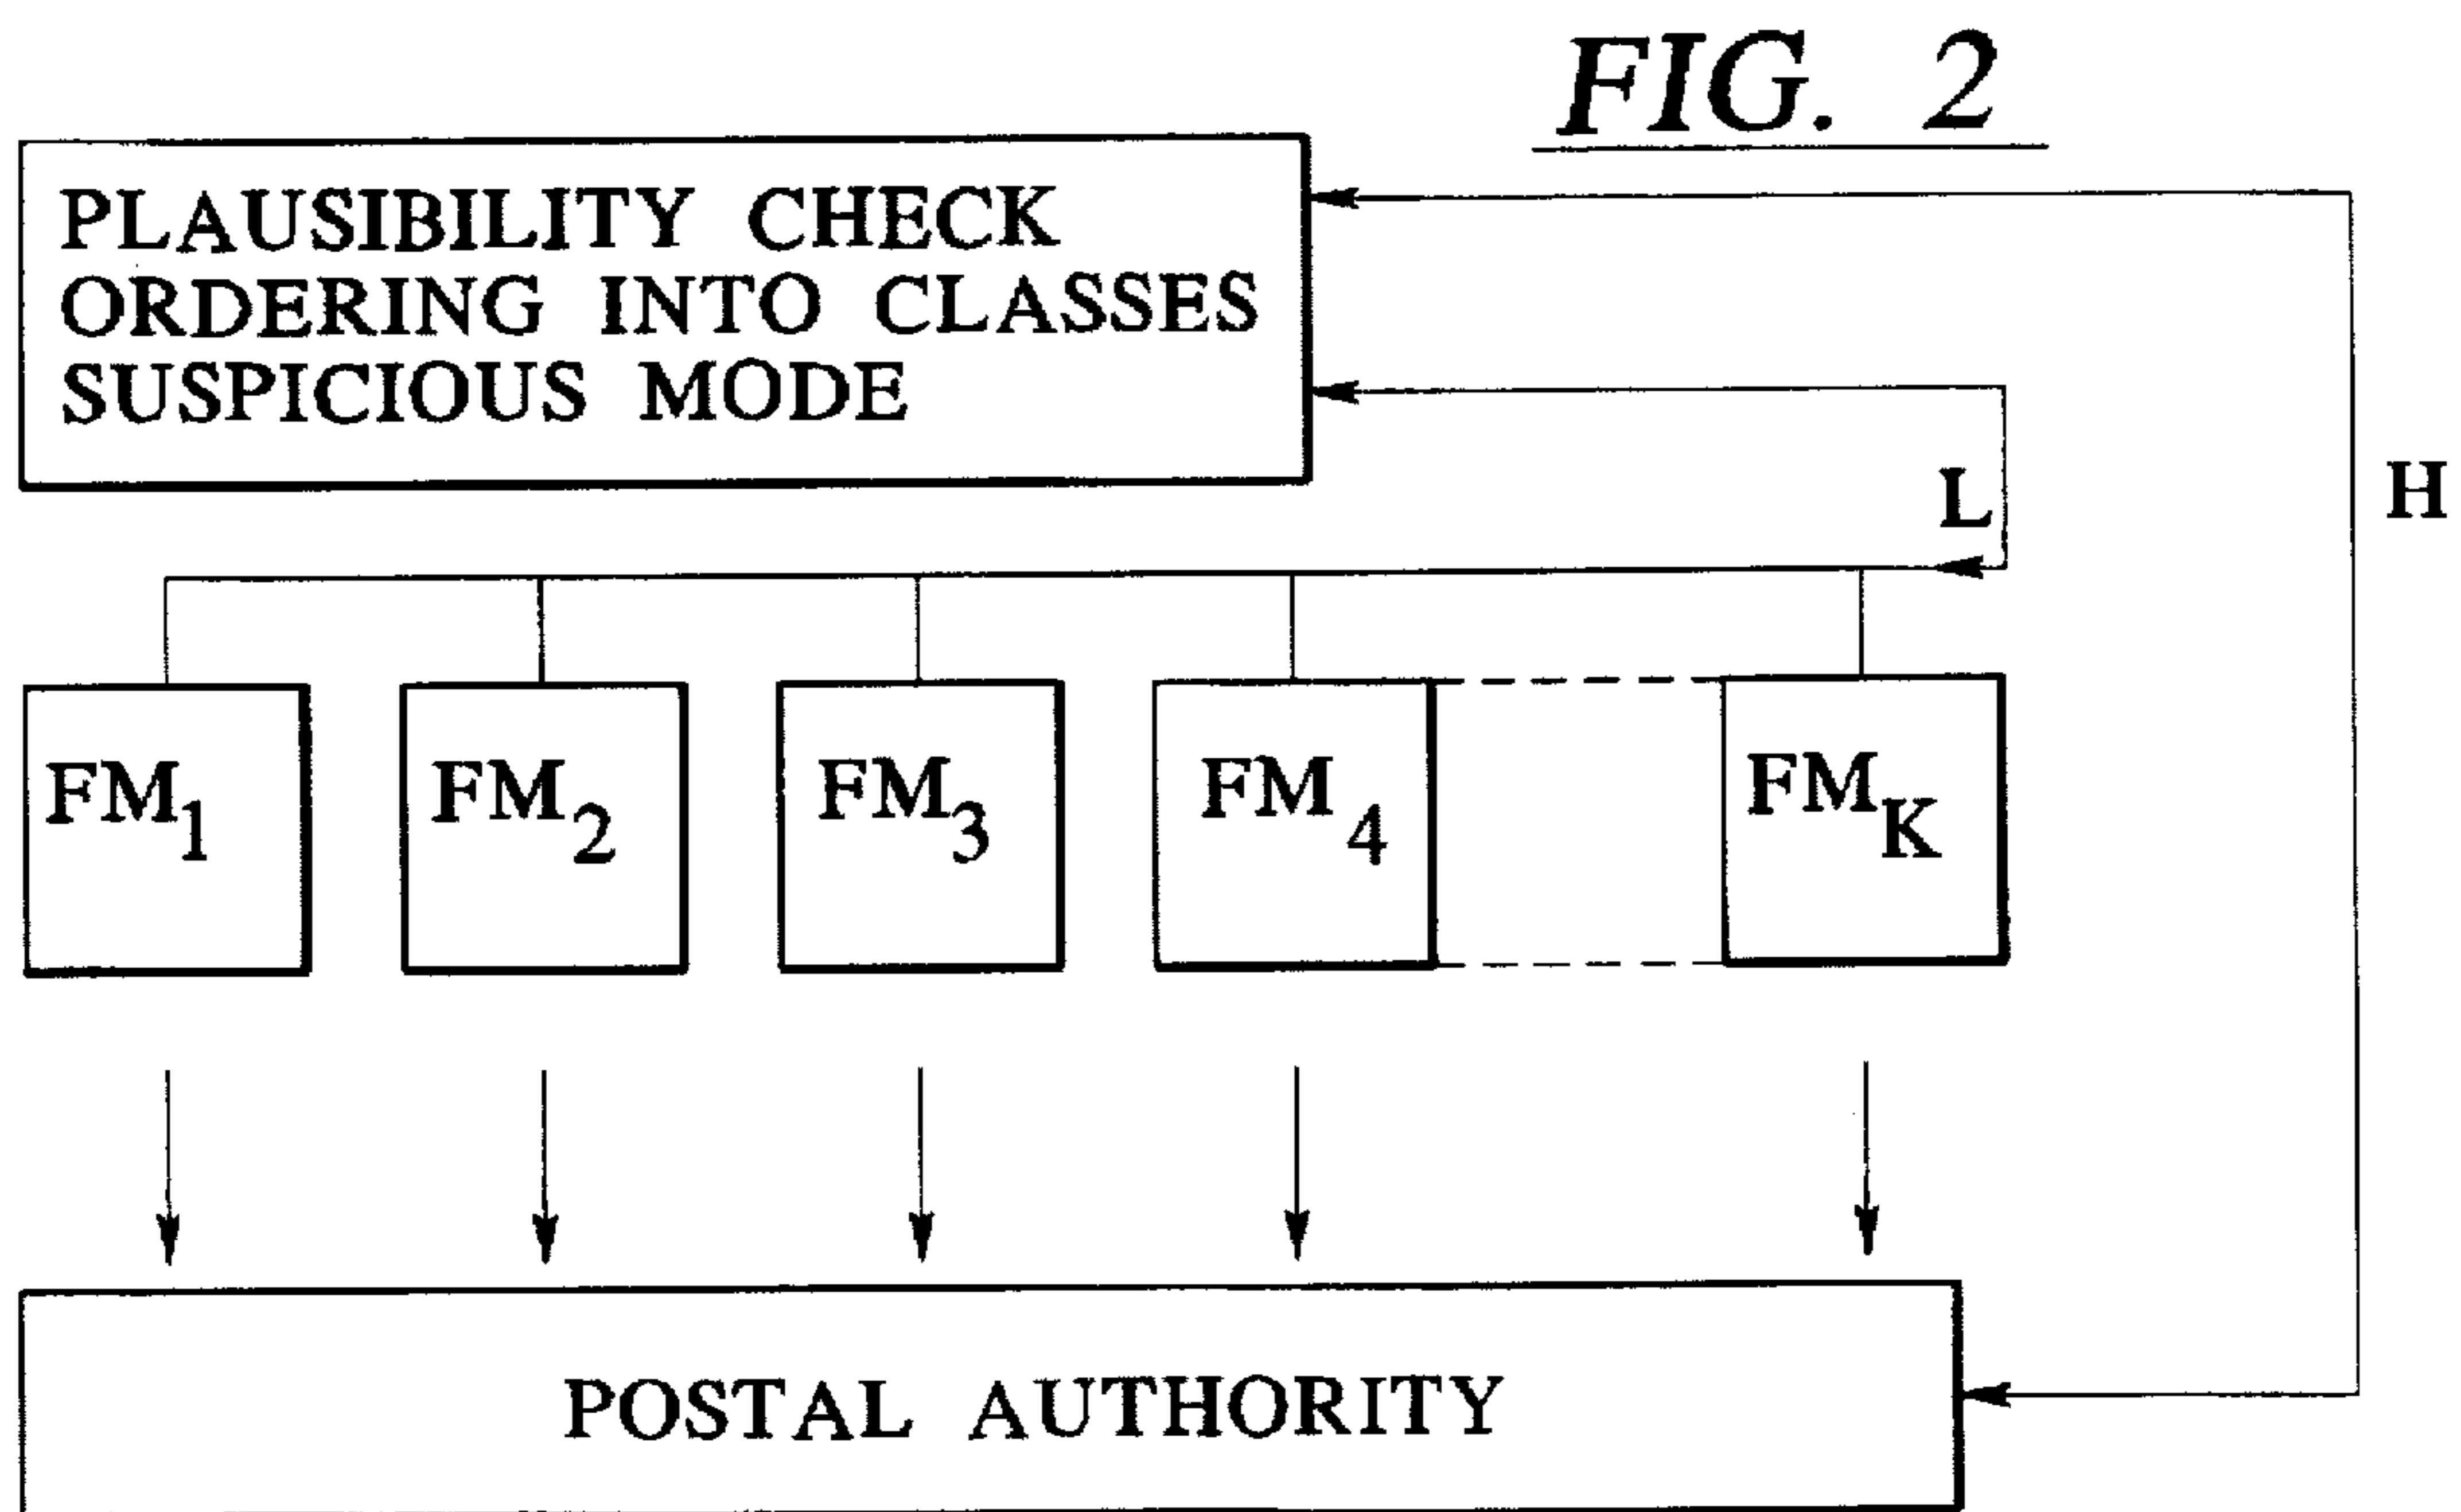 FIG. 2
PLAUSIBILITY CHECK
ORDERING INTO CLASSES
SUSPICIOUS MODE
H
L
FM1 FM2 FM3 FM4 FMK
POSTAL AUTHORITY